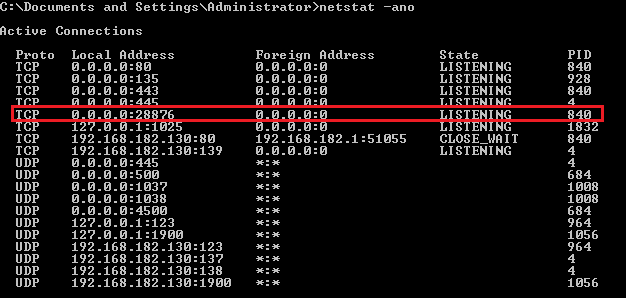 C:\Documents and Settings\Administrator>netstat -ano
Active Connections
Proto Local Address Foreign Address State PID
TCP 0.0.0.0:80 0.0.0.0:0 LISTENING 840
TCP 0.0.0.0:135 0.0.0.0:0 LISTENING 928
TCP 0.0.0.0:443 0.0.0.0:0 LISTENING 840
TCP 0.0.0.0:445 0.0.0.0:0 LISTENING 4
TCP 0.0.0.0:28876 0.0.0.0:0 LISTENING 840
TCP 127.0.0.1:1025 0.0.0.0:0 LISTENING 1832
TCP 192.168.182.130:80 192.168.182.1:51055 CLOSE_WAIT 840
TCP 192.168.182.130:139 0.0.0.0:0 LISTENING 4
UDP 0.0.0.0:445 *:* 4
UDP 0.0.0.0:500 *:* 684
UDP 0.0.0.0:1037 *:* 1008
UDP 0.0.0.0:1038 *:* 1008
UDP 0.0.0.0:4500 *:* 684
UDP 127.0.0.1:123 *:* 964
UDP 127.0.0.1:1900 *:* 1056
UDP 192.168.182.130:123 *:* 964
UDP 192.168.182.130:137 *:* 4
UDP 192.168.182.130:138 *:* 4
UDP 192.168.182.130:1900 *:* 1056